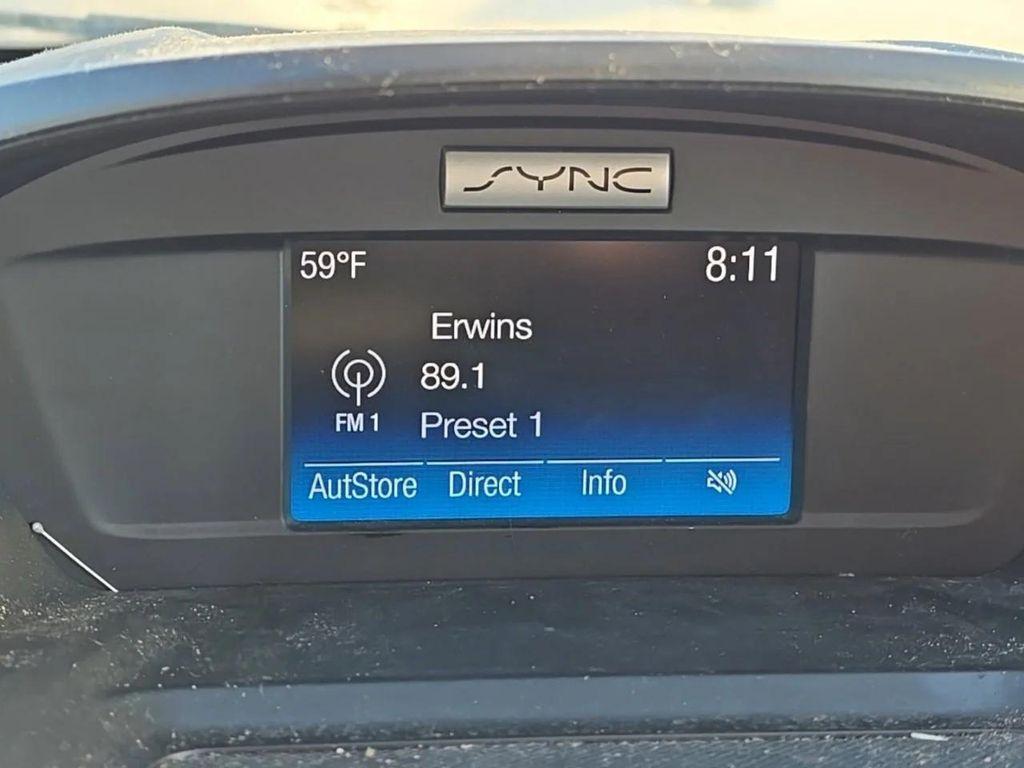 SYNC
59°F 8:11
Erwins
89.1
FM 1 Preset 1
AutStore Direct Info